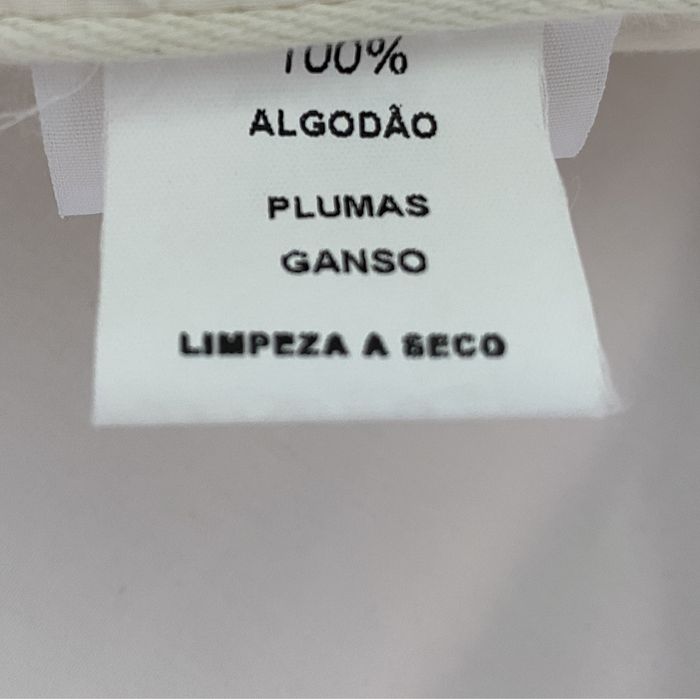 100%
ALGODÃO
PLUMAS
GANSO
LIMPEZA A SECO